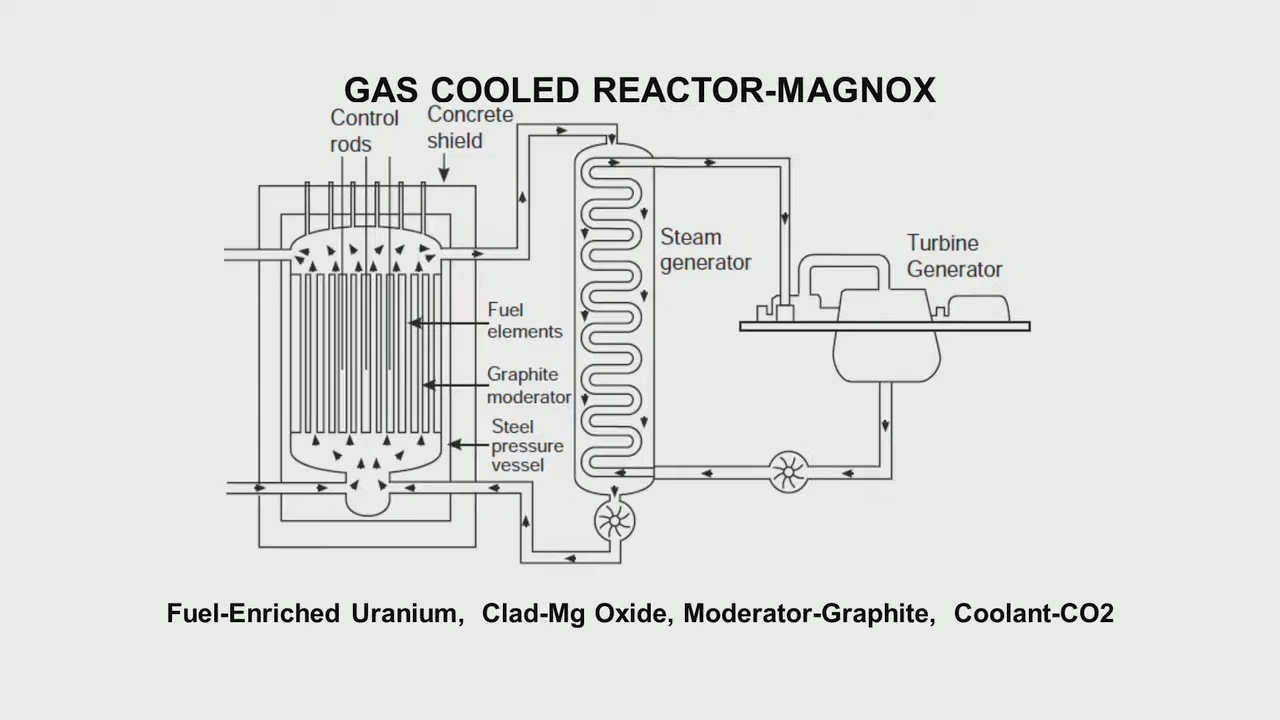 GAS COOLED REACTOR-MAGNOX
Control
rods
Concrete
shield
Steam
generator
Turbine
Generator
Fuel
elements
Graphite
moderator
Steel
pressure
vessel
Fuel-Enriched Uranium, Clad-Mg Oxide, Moderator-Graphite, Coolant-CO2